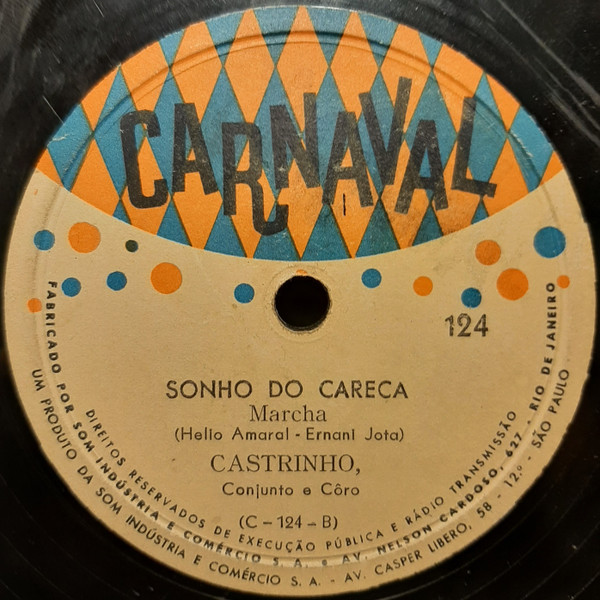 CARNAVAL
124
SONHO DO CARECA
Marcha
(Helio Amaral - Ernani Jota)
CASTRINHO,
Conjunto e Côro
(C - 124 - B)
DIREITOS RESERVADOS DE EXECUÇÃO PÚBLICA E RÁDIO TRANSMISSÃO
FABRICADO POR SOM INDÚSTRIA E COMÉRCIO S. A. - AV. NELSON CARDOSO, 627 - RIO DE JANEIRO
UM PRODUTO DA SOM INDÚSTRIA E COMÉRCIO S. A. - AV. CASPER LIBERO, 58 - 12.º - SÃO PAULO